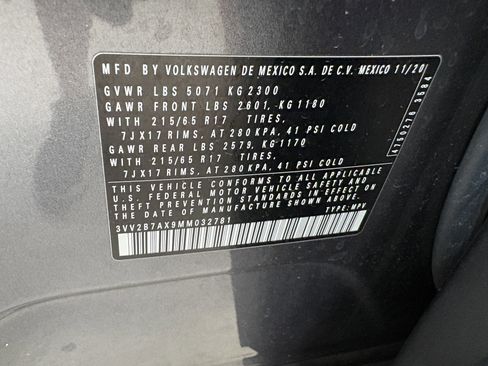 MFD BY VOLKSWAGEN DE MEXICO S.A. DE C.V. MEXICO 11/20
GVWR LBS 5071 KG 2300
GAWR FRONT LBS 2601, KG 1180
WITH 215/65 R17 TIRES,
7JX17 RIMS, AT 280 KPA, 41 PSI COLD
GAWR REAR LBS 2579, KG 1170
WITH 215/65 R17 TIRES,
7JX17 RIMS, AT 280 KPA, 41 PSI COLD
THIS VEHICLE CONFORMS TO ALL APPLICABLE
U.S. FEDERAL MOTOR VEHICLE SAFETY AND
THEFT PREVENTION STANDARDS IN EFFECT ON
THE DATE OF MANUFACTURE SHOWN ABOVE
3VV2B7AX9MM032781
TYPE: MPV
4750276 3584